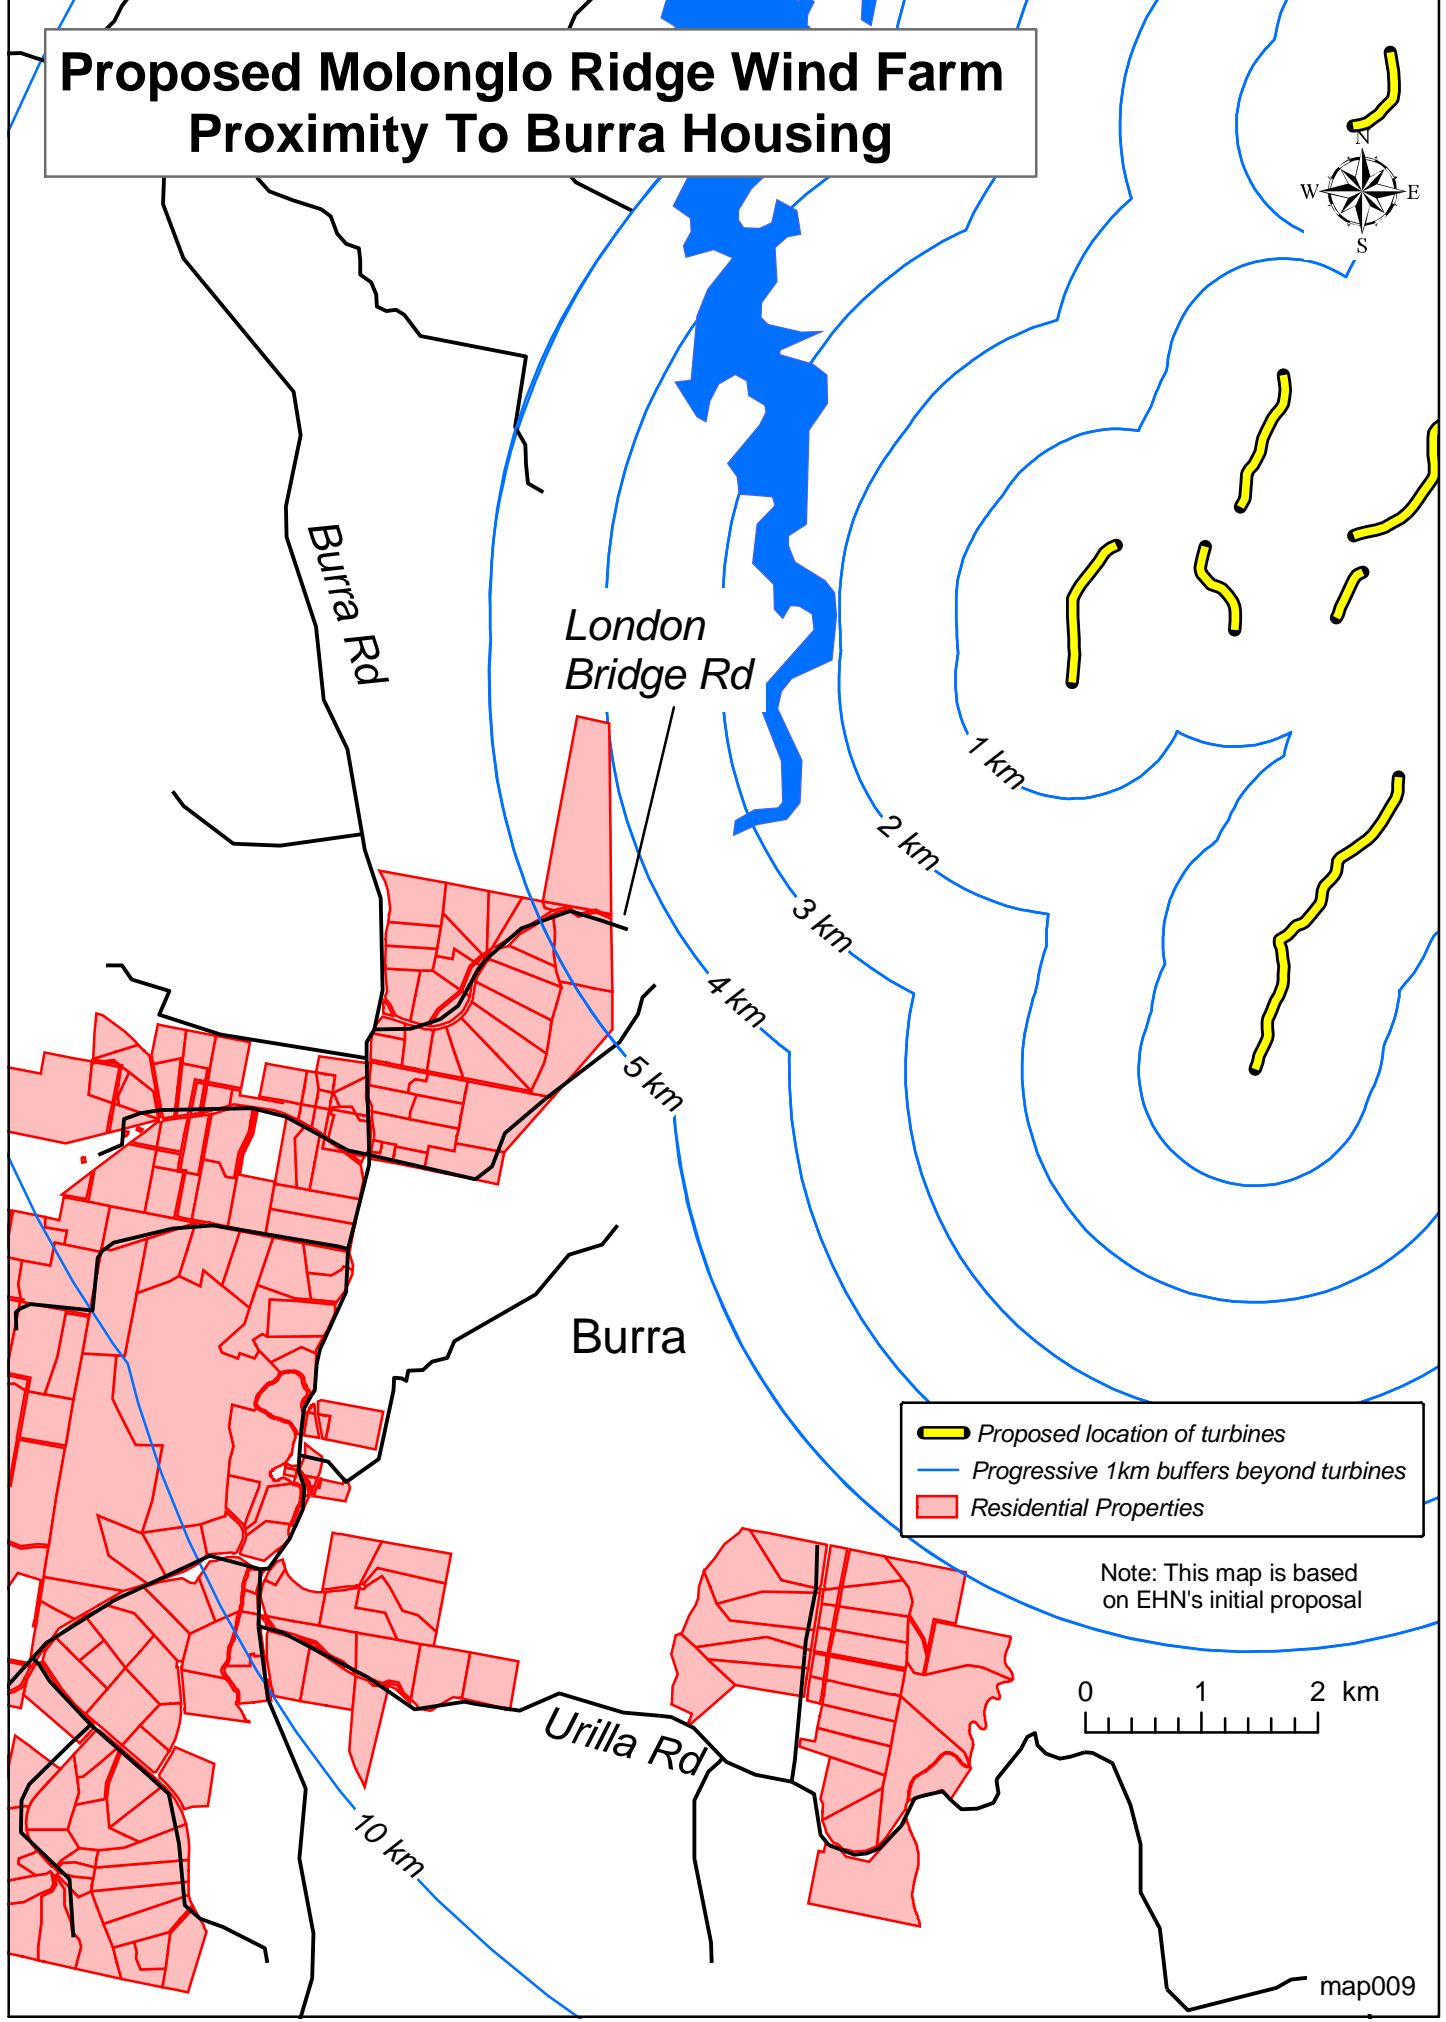 Proposed Molonglo Ridge Wind Farm
Proximity To Burra Housing
N
W
E
S
Burra Rd
London
Bridge Rd
1 km
2 km
3 km
4 km
5 km
Burra
Proposed location of turbines
Progressive 1km buffers beyond turbines
Residential Properties
Note: This map is based
on EHN's initial proposal
0 1 2 km
Urilla Rd
10 km
map009